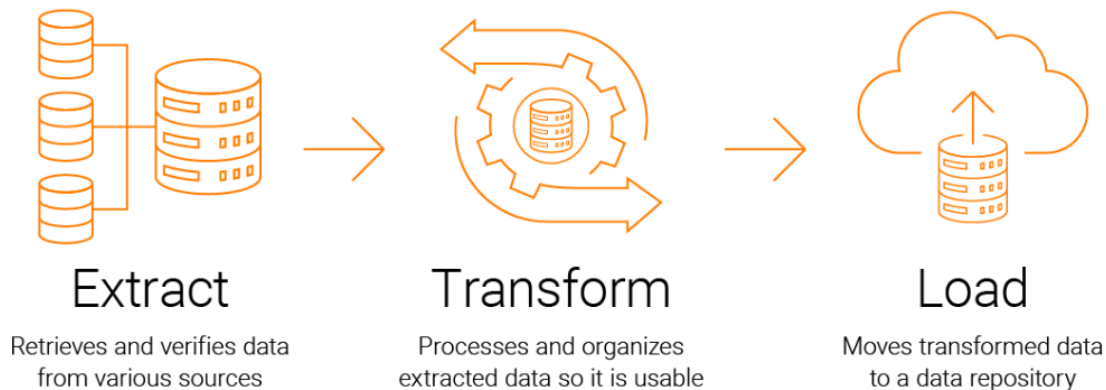 Extract
Retrieves and verifies data
from various sources
Transform
Processes and organizes
extracted data so it is usable
Load
Moves transformed data
to a data repository